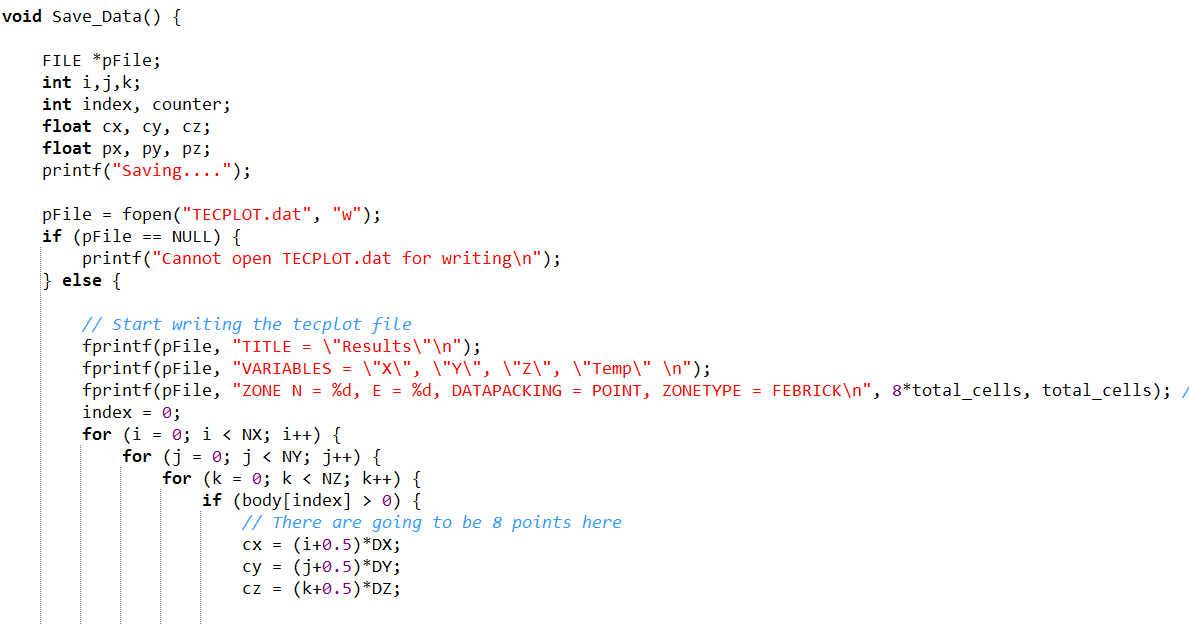 void Save_Data() {
FILE *pFile;
int i,j,k;
int index, counter;
float cx, cy, cz;
float px, py, pz;
printf("Saving....");
pFile = fopen("TECPLOT.dat", "w");
if (pFile == NULL) {
printf("Cannot open TECPLOT.dat for writing\n");
} else {
// Start writing the tecplot file
fprintf(pFile, "TITLE = \"Results\"\n");
fprintf(pFile, "VARIABLES = \"X\", \"Y\", \"Z\", \"Temp\" \n");
fprintf(pFile, "ZONE N = %d, E = %d, DATAPACKING = POINT, ZONETYPE = FEBRICK\n", 8*total_cells, total_cells); /
index = 0;
for (i = 0; i < NX; i++) {
for (j = 0; j < NY; j++) {
for (k = 0; k < NZ; k++) {
if (body[index] > 0) {
// There are going to be 8 points here
cx = (i+0.5)*DX;
cy = (j+0.5)*DY;
cz = (k+0.5)*DZ;